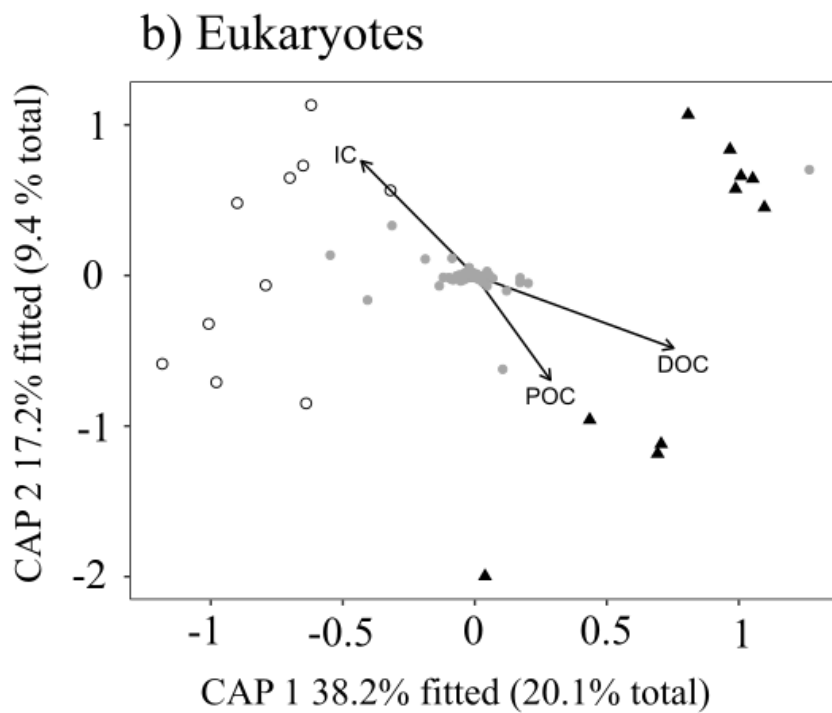 b) Eukaryotes
CAP 2 17.2% fitted (9.4 % total)
1
0
-1
-2
IC
DOC
POC
-1
-0.5
0
0.5
1
CAP 1 38.2% fitted (20.1% total)